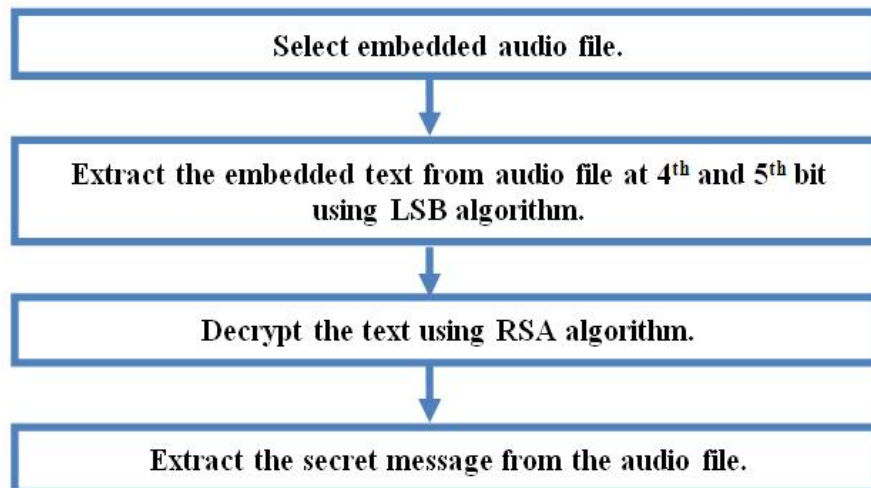 Select embedded audio file.
Extract the embedded text from audio file at 4th and 5th bit
using LSB algorithm.
Decrypt the text using RSA algorithm.
Extract the secret message from the audio file.